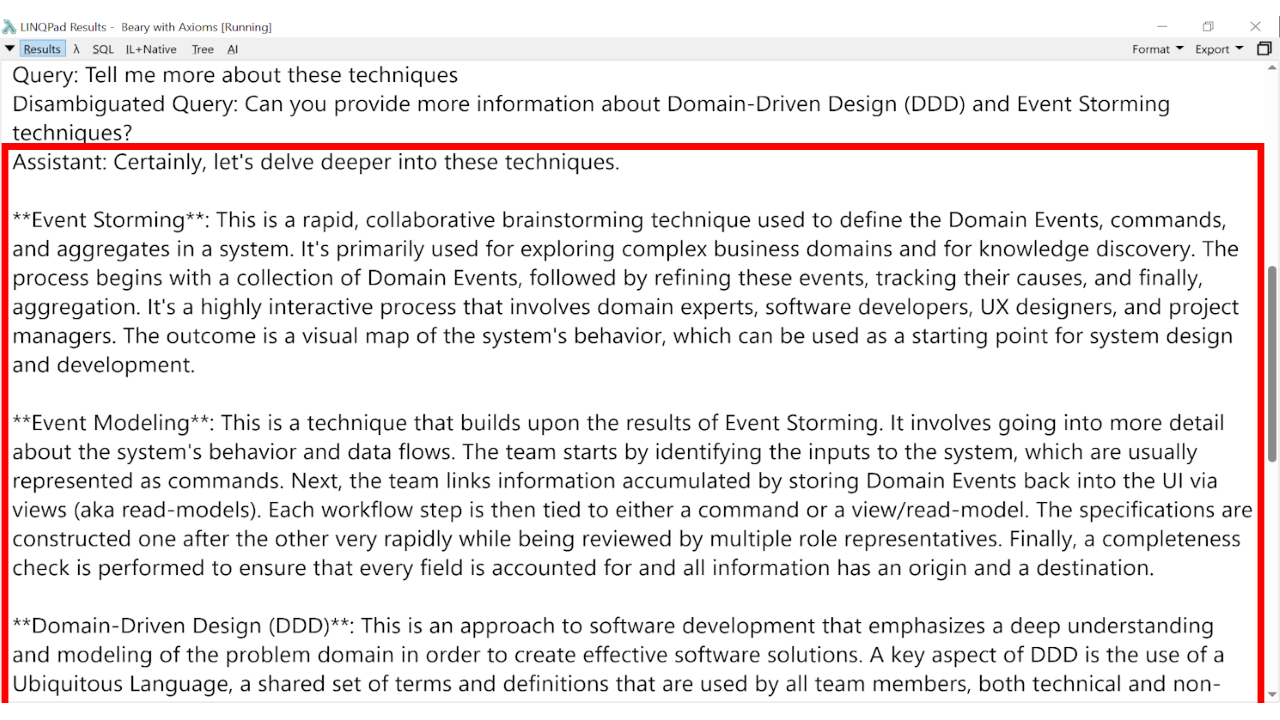 LINQPad Results - Beary with Axioms [Running]
Results λ SQL IL+Native Tree AI Format Export
Query: Tell me more about these techniques
Disambiguated Query: Can you provide more information about Domain-Driven Design (DDD) and Event Storming
techniques?
Assistant: Certainly, let's delve deeper into these techniques.
**Event Storming**: This is a rapid, collaborative brainstorming technique used to define the Domain Events, commands,
and aggregates in a system. It's primarily used for exploring complex business domains and for knowledge discovery. The
process begins with a collection of Domain Events, followed by refining these events, tracking their causes, and finally,
aggregation. It's a highly interactive process that involves domain experts, software developers, UX designers, and project
managers. The outcome is a visual map of the system's behavior, which can be used as a starting point for system design
and development.
**Event Modeling**: This is a technique that builds upon the results of Event Storming. It involves going into more detail
about the system's behavior and data flows. The team starts by identifying the inputs to the system, which are usually
represented as commands. Next, the team links information accumulated by storing Domain Events back into the UI via
views (aka read-models). Each workflow step is then tied to either a command or a view/read-model. The specifications are
constructed one after the other very rapidly while being reviewed by multiple role representatives. Finally, a completeness
check is performed to ensure that every field is accounted for and all information has an origin and a destination.
**Domain-Driven Design (DDD)**: This is an approach to software development that emphasizes a deep understanding
and modeling of the problem domain in order to create effective software solutions. A key aspect of DDD is the use of a
Ubiquitous Language, a shared set of terms and definitions that are used by all team members, both technical and non-